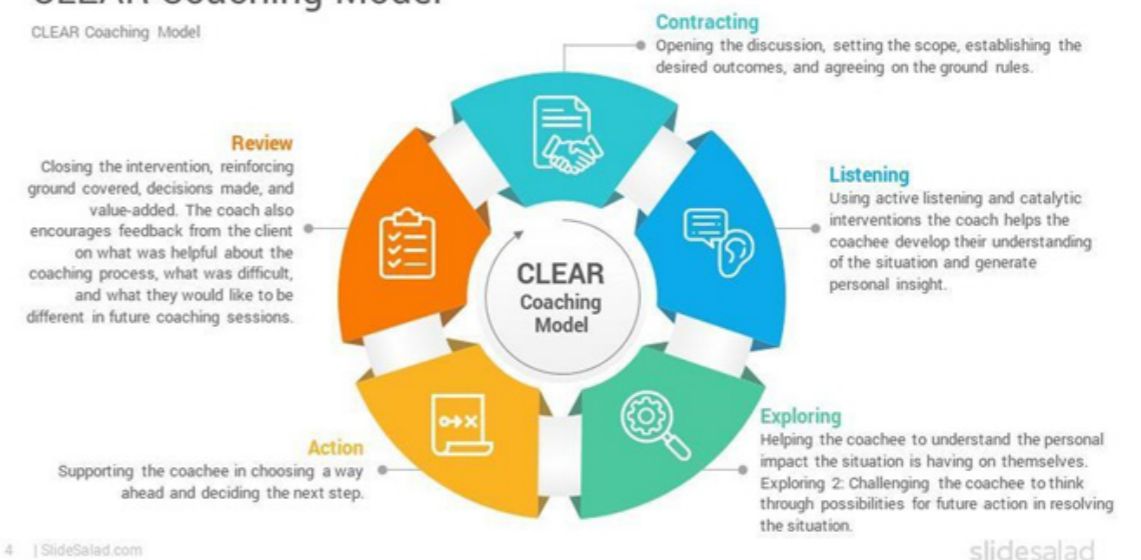 CLEAR Coaching Model
CLEAR Coaching Model
Contracting
Opening the discussion, setting the scope, establishing the
desired outcomes, and agreeing on the ground rules.
Review
Closing the intervention, reinforcing
ground covered, decisions made, and
value-added. The coach also
encourages feedback from the client
on what was helpful about the
coaching process, what was difficult,
and what they would like to be
different in future coaching sessions.
Listening
Using active listening and catalytic
interventions the coach helps the
coachee develop their understanding
of the situation and generate
personal insight.
CLEAR
Coaching
Model
Exploring
Helping the coachee to understand the personal
impact the situation is having on themselves.
Exploring 2: Challenging the coachee to think
through possibilities for future action in resolving
the situation.
Action
Supporting the coachee in choosing a way
ahead and deciding the next step.
4 | SlideSalad.com
slidesalad